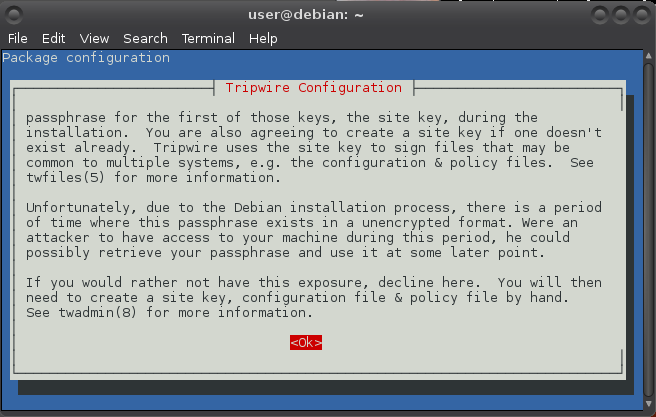 user@debian: ~
File Edit View Search Terminal Help
Package configuration
Tripwire Configuration
passphrase for the first of those keys, the site key, during the
installation.  You are also agreeing to create a site key if one doesn't
exist already.  Tripwire uses the site key to sign files that may be
common to multiple systems, e.g. the configuration & policy files.  See
twfiles(5) for more information.
Unfortunately, due to the Debian installation process, there is a period
of time where this passphrase exists in a unencrypted format. Were an
attacker to have access to your machine during this period, he could
possibly retrieve your passphrase and use it at some later point.
If you would rather not have this exposure, decline here.  You will then
need to create a site key, configuration file & policy file by hand.
See twadmin(8) for more information.
<Ok>